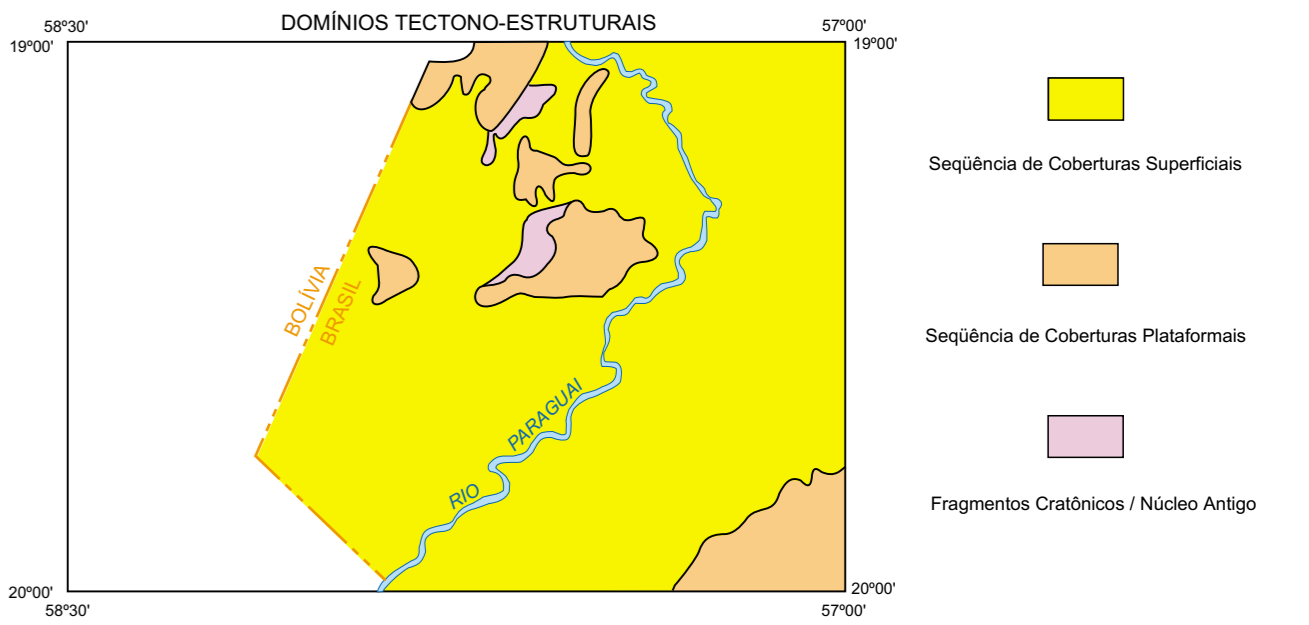 DOMÍNIOS TECTONO-ESTRUTURAIS
58º30'
57º00'
19º00'
19º00'
BOLÍVIA
BRASIL
RIO PARAGUAI
20º00'
20º00'
58º30'
57º00'
Seqüência de Coberturas Superficiais
Seqüência de Coberturas Plataformais
Fragmentos Cratônicos / Núcleo Antigo